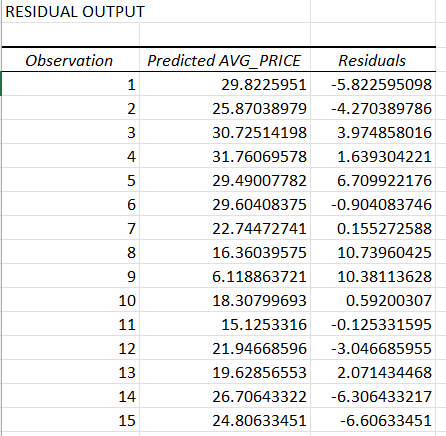 RESIDUAL OUTPUT
Observation Predicted AVG_PRICE Residuals
1 29.8225951 -5.822595098
2 25.87038979 -4.270389786
3 30.72514198 3.974858016
4 31.76069578 1.639304221
5 29.49007782 6.709922176
6 29.60408375 -0.904083746
7 22.74472741 0.155272588
8 16.36039575 10.73960425
9 6.118863721 10.38113628
10 18.30799693 0.59200307
11 15.1253316 -0.125331595
12 21.94668596 -3.046685955
13 19.62856553 2.071434468
14 26.70643322 -6.306433217
15 24.80633451 -6.60633451